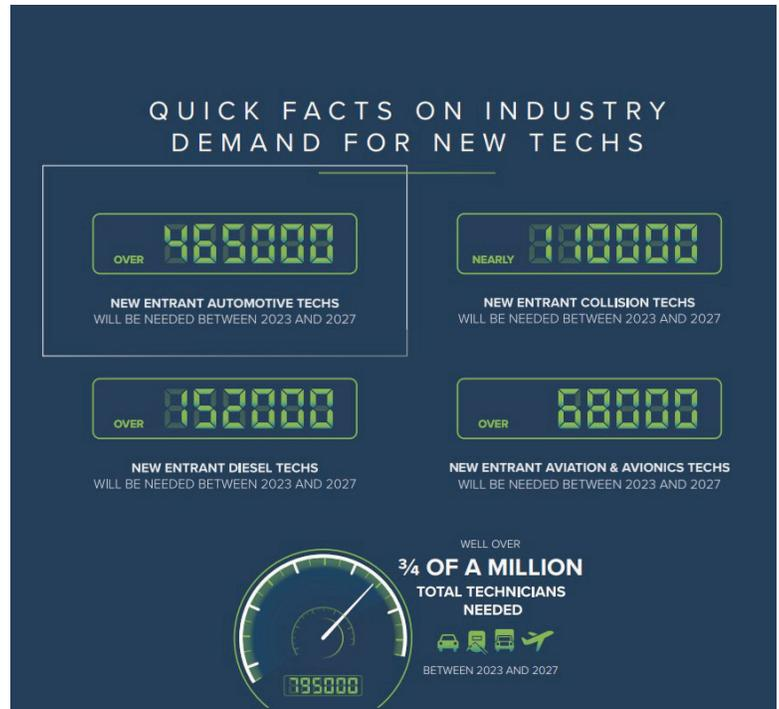 QUICK FACTS ON INDUSTRY
DEMAND FOR NEW TECHS
OVER 465000
NEW ENTRANT AUTOMOTIVE TECHS
WILL BE NEEDED BETWEEN 2023 AND 2027
NEARLY 110000
NEW ENTRANT COLLISION TECHS
WILL BE NEEDED BETWEEN 2023 AND 2027
OVER 152000
NEW ENTRANT DIESEL TECHS
WILL BE NEEDED BETWEEN 2023 AND 2027
OVER 68000
NEW ENTRANT AVIATION & AVIONICS TECHS
WILL BE NEEDED BETWEEN 2023 AND 2027
WELL OVER
¾ OF A MILLION
TOTAL TECHNICIANS
NEEDED
BETWEEN 2023 AND 2027
795000